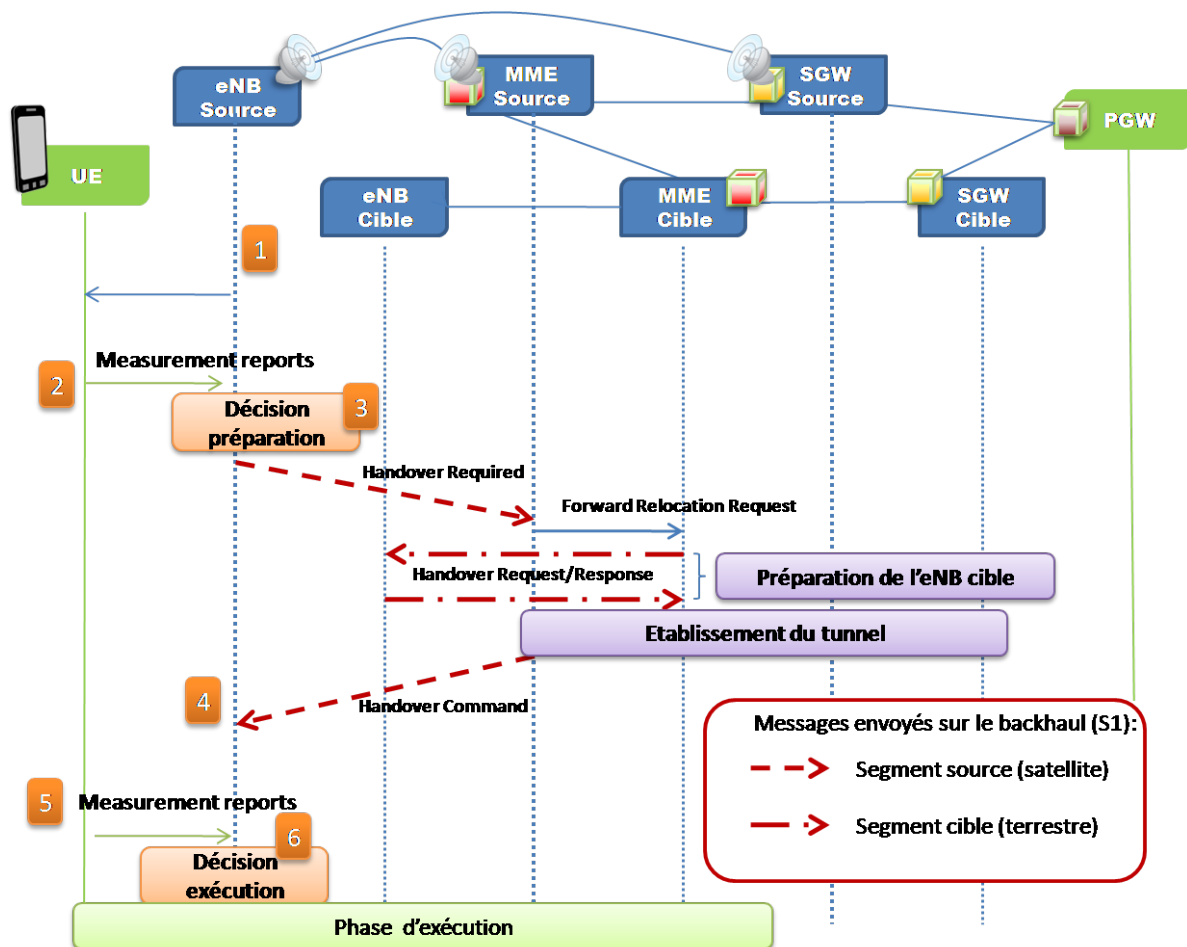 eNB
Source
MME
Source
SGW
Source
PGW
UE
eNB
Cible
MME
Cible
SGW
Cible
1
Measurement reports
2
Décision
préparation
3
Handover Required
Forward Relocation Request
Handover Request/Response
Préparation de l’eNB cible
Etablissement du tunnel
4
Handover Command
Messages envoyés sur le backhaul (S1):
Segment source (satellite)
Segment cible (terrestre)
5
Measurement reports
6
Décision
exécution
Phase d’exécution